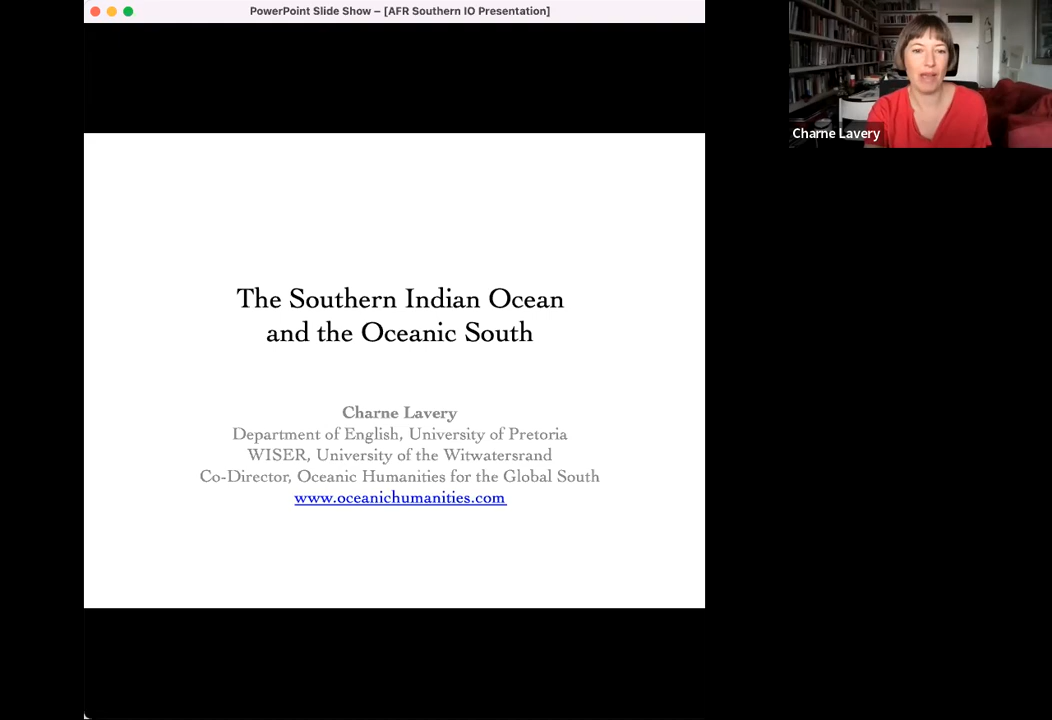 PowerPoint Slide Show – [AFR Southern IO Presentation]
Charne Lavery
The Southern Indian Ocean
and the Oceanic South
Charne Lavery
Department of English, University of Pretoria
WISER, University of the Witwatersrand
Co-Director, Oceanic Humanities for the Global South
www.oceanichumanities.com